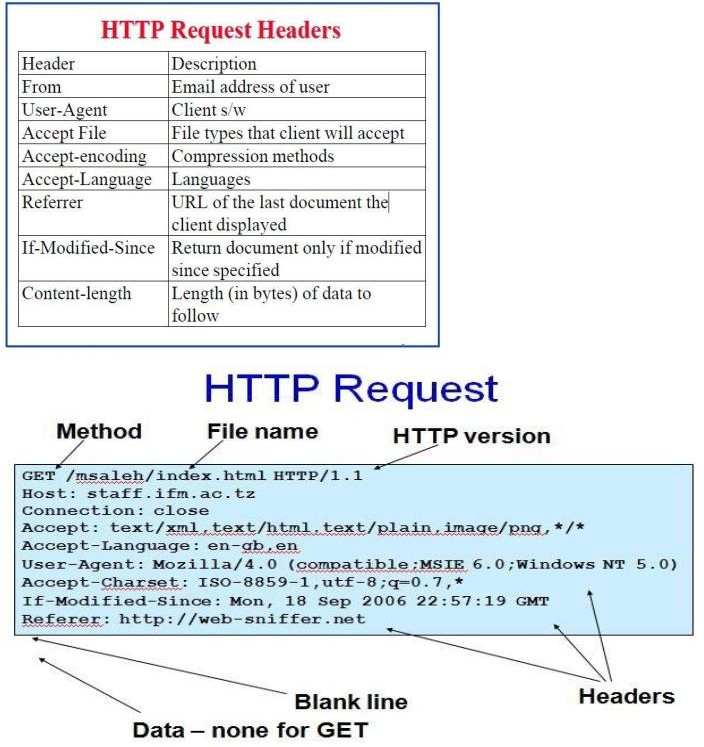 HTTP Request Headers
Header Description
From Email address of user
User-Agent Client s/w
Accept File File types that client will accept
Accept-encoding Compression methods
Accept-Language Languages
Referrer URL of the last document the
client displayed
If-Modified-Since Return document only if modified
since specified
Content-length Length (in bytes) of data to
follow
HTTP Request
Method File name HTTP version
GET /msaleh/index.html HTTP/1.1
Host: staff.ifm.ac.tz
Connection: close
Accept: text/xml,text/html,text/plain,image/png,*/*
Accept-Language: en-gb,en
User-Agent: Mozilla/4.0 (compatible;MSIE 6.0;Windows NT 5.0)
Accept-Charset: ISO-8859-1,utf-8;q=0.7,*
If-Modified-Since: Mon, 18 Sep 2006 22:57:19 GMT
Referer: http://web-sniffer.net
Blank line
Headers
Data – none for GET